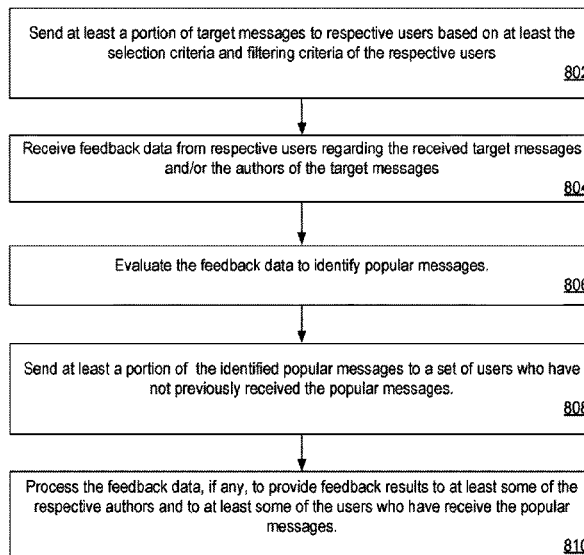 Send at least a portion of target messages to respective users based on at least the
selection criteria and filtering criteria of the respective users
802
Receive feedback data from respective users regarding the received target messages
and/or the authors of the target messages
804
Evaluate the feedback data to identify popular messages.
806
Send at least a portion of the identified popular messages to a set of users who have
not previously received the popular messages.
808
Process the feedback data, if any, to provide feedback results to at least some of the
respective authors and to at least some of the users who have receive the popular
messages.
810